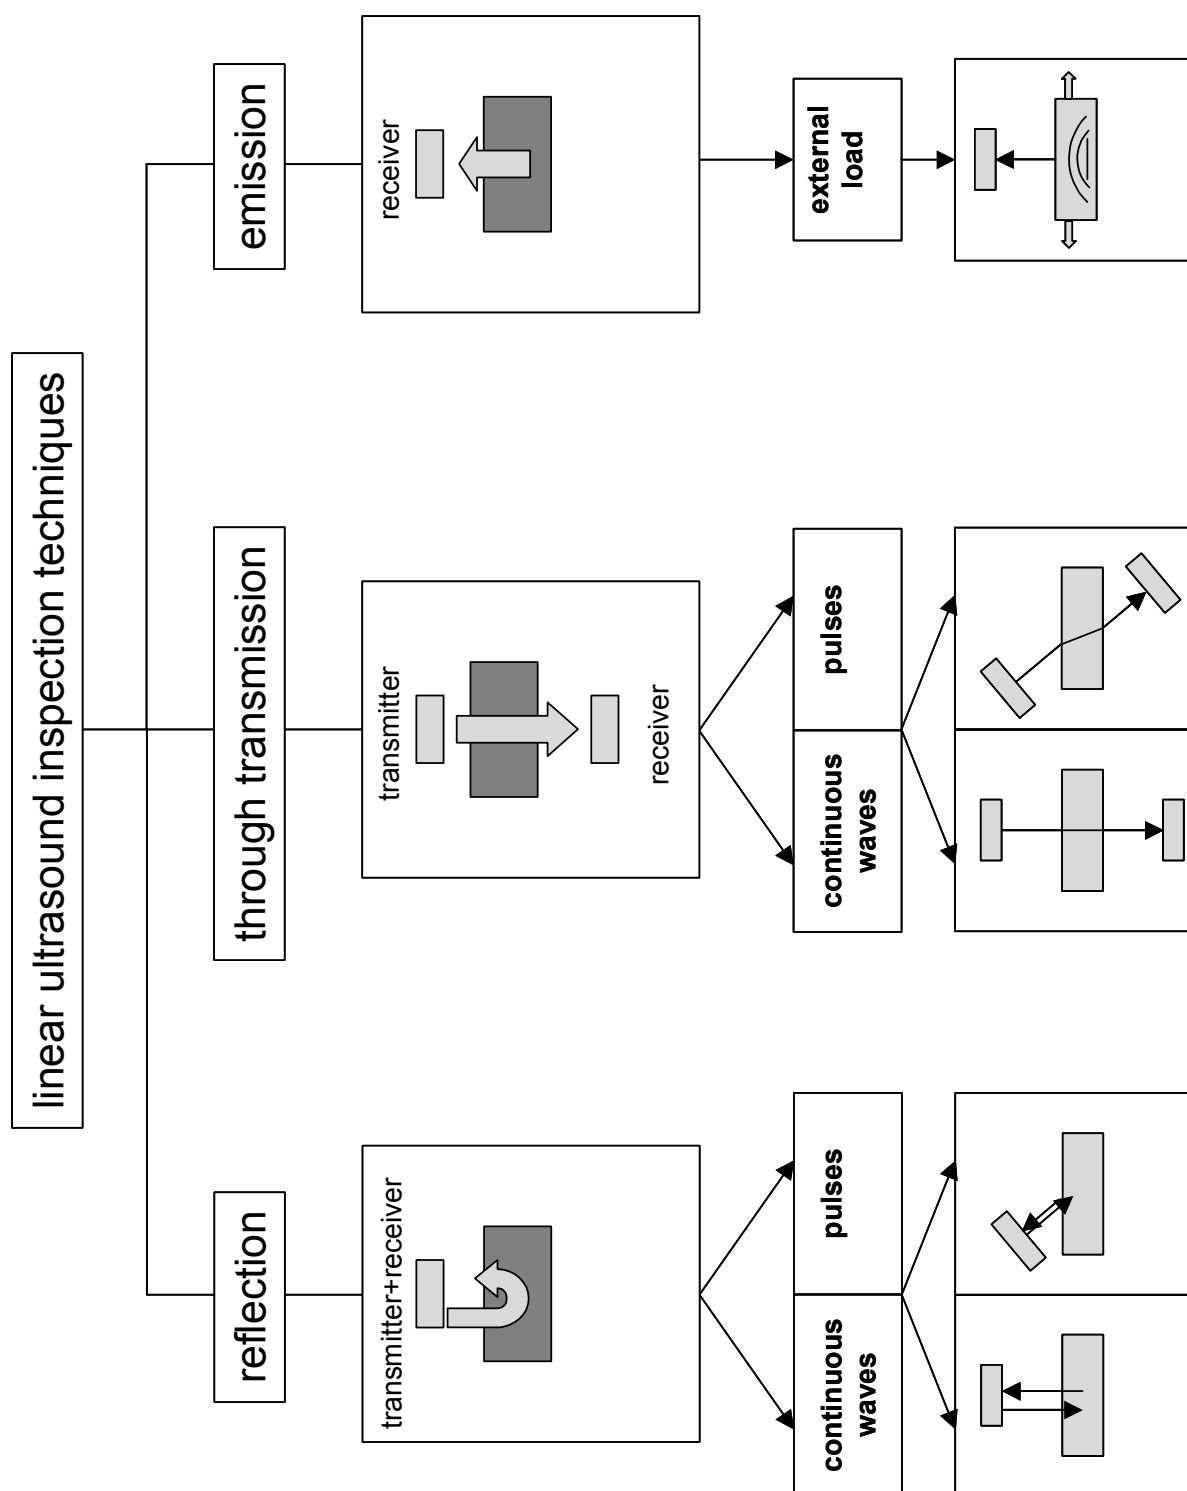 linear ultrasound inspection techniques
reflection
through transmission
emission
transmitter+receiver
transmitter
receiver
receiver
continuous
waves
pulses
continuous
waves
pulses
external
load